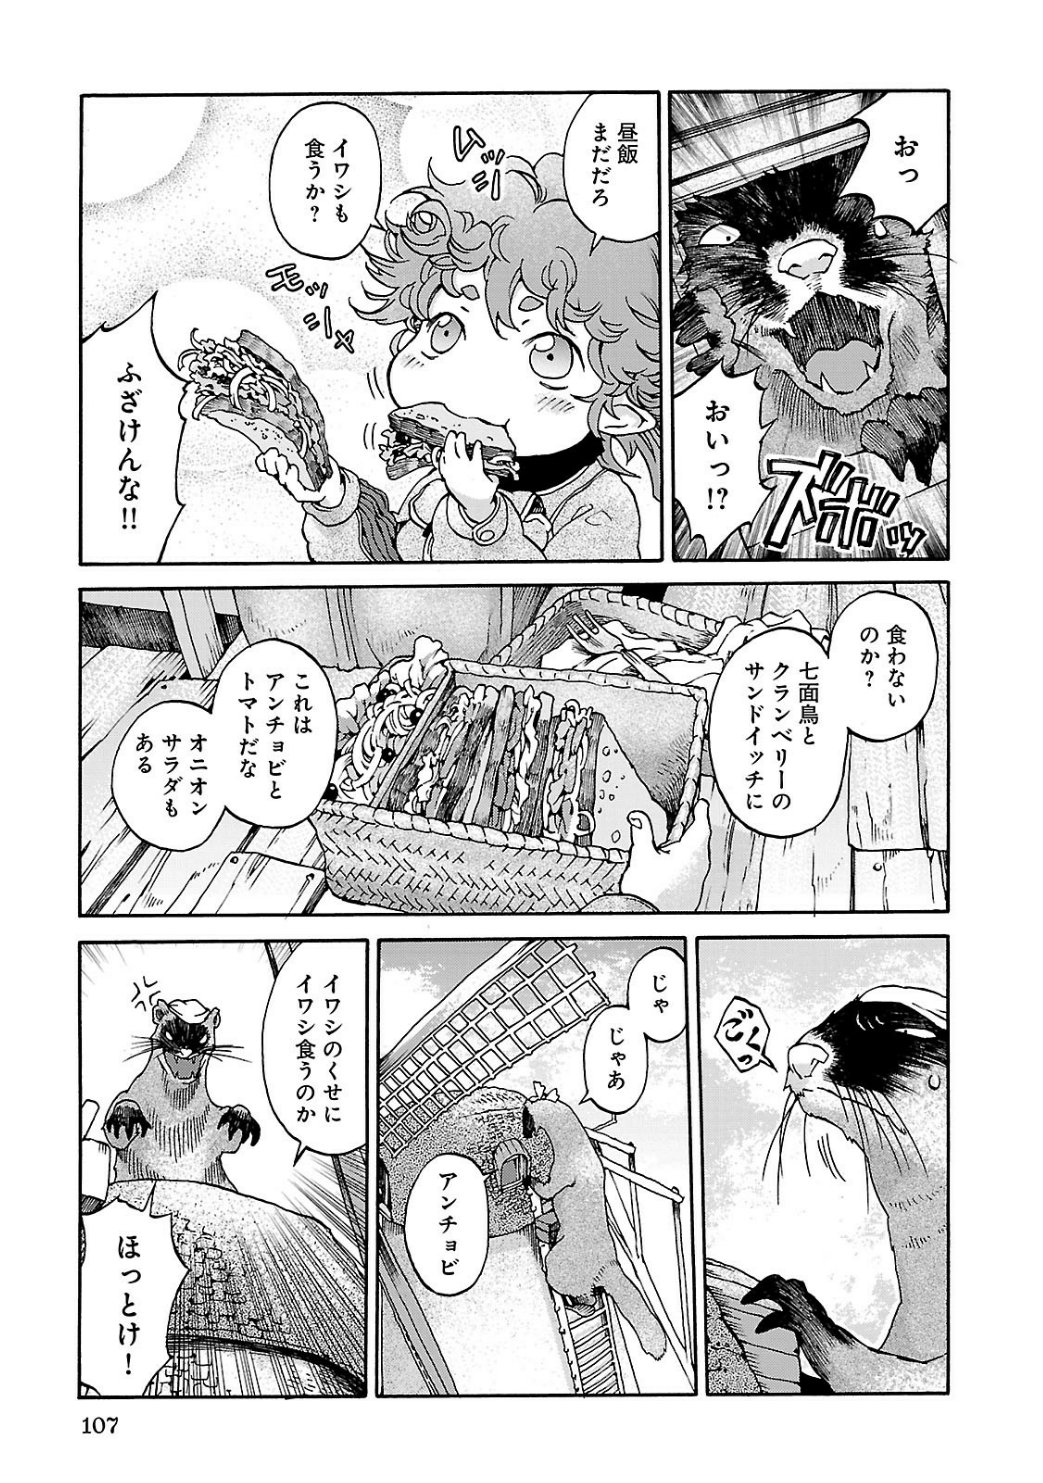 おっ
おいっ!?
ズボッ
昼飯
まだだろ
ムシッ
イワシも
食うか?
モシッ
シャ
ふざけんな!!
食わない
のか?
七面鳥と
クランベリーの
サンドイッチに
これは
アンチョビと
トマトだな
オニオン
サラダも
ある
ごくっ
じゃ
じゃあ
アンチョビ
イワシのくせに
イワシ食うのか
ほっとけ!
107